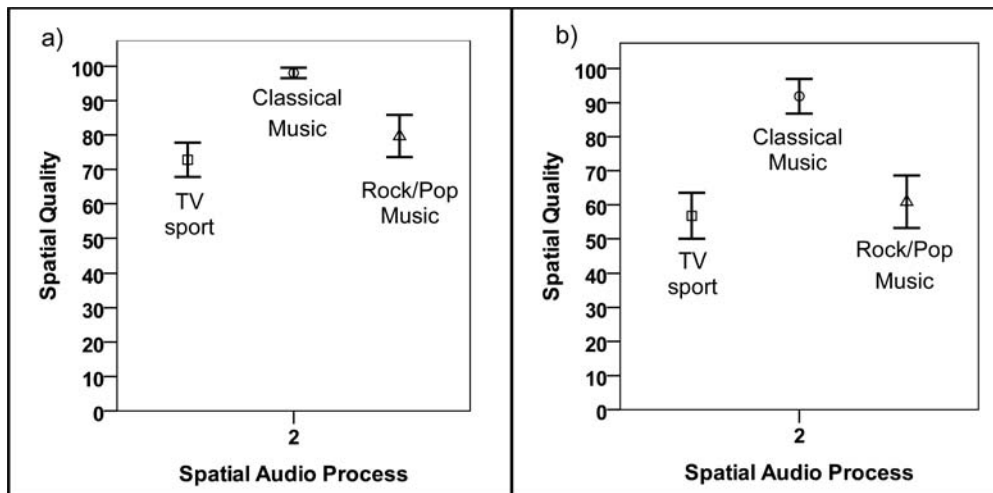 a)
Spatial Quality
100
90
80
70
60
50
40
30
20
10
0
Classical
Music
TV
sport
Rock/Pop
Music
2
Spatial Audio Process
b)
Spatial Quality
100
90
80
70
60
50
40
30
20
10
0
Classical
Music
TV
sport
Rock/Pop
Music
2
Spatial Audio Process